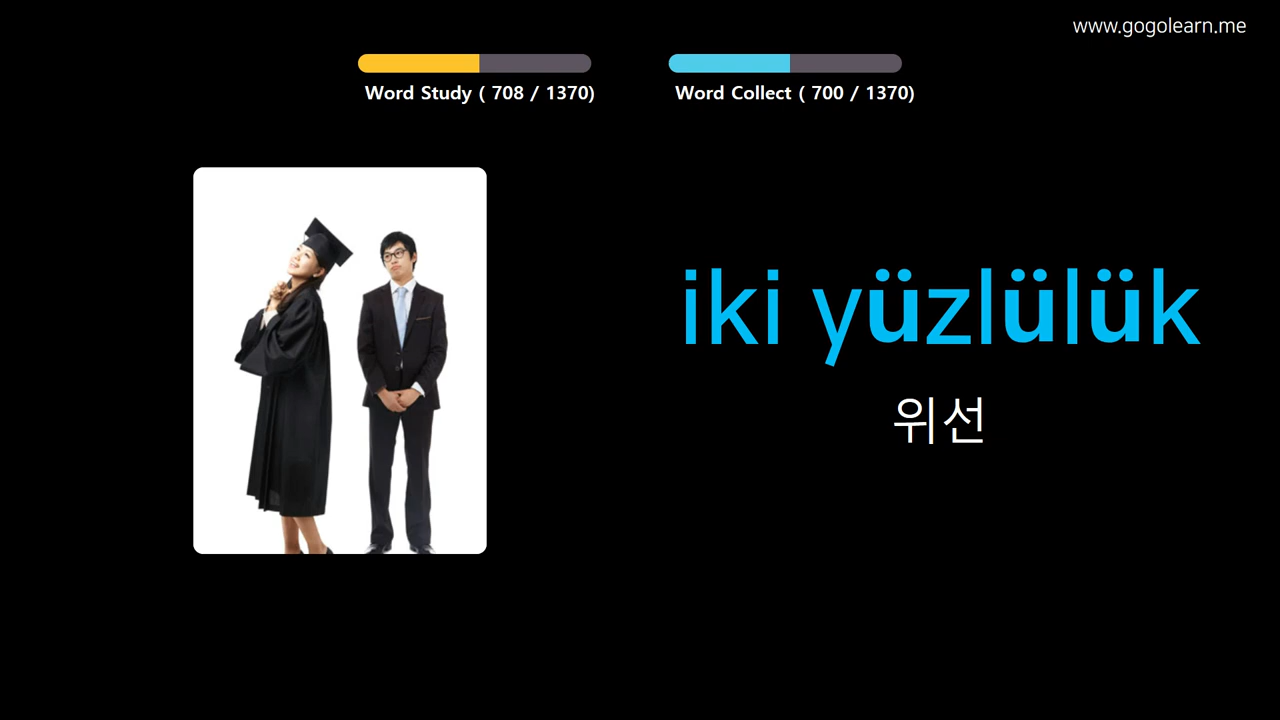 www.gogolearn.me
Word Study ( 708 / 1370)
Word Collect ( 700 / 1370)
iki yüzlülük
위선